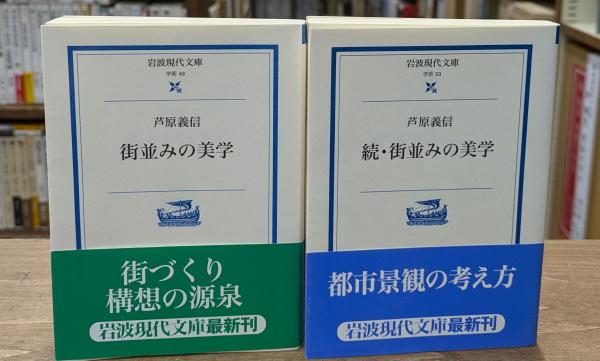 岩波現代文庫
学術 49
芦原義信
街並みの美学
街づくり
構想の源泉
岩波現代文庫最新刊
岩波現代文庫
学術 53
芦原義信
続・街並みの美学
都市景観の考え方
岩波現代文庫最新刊